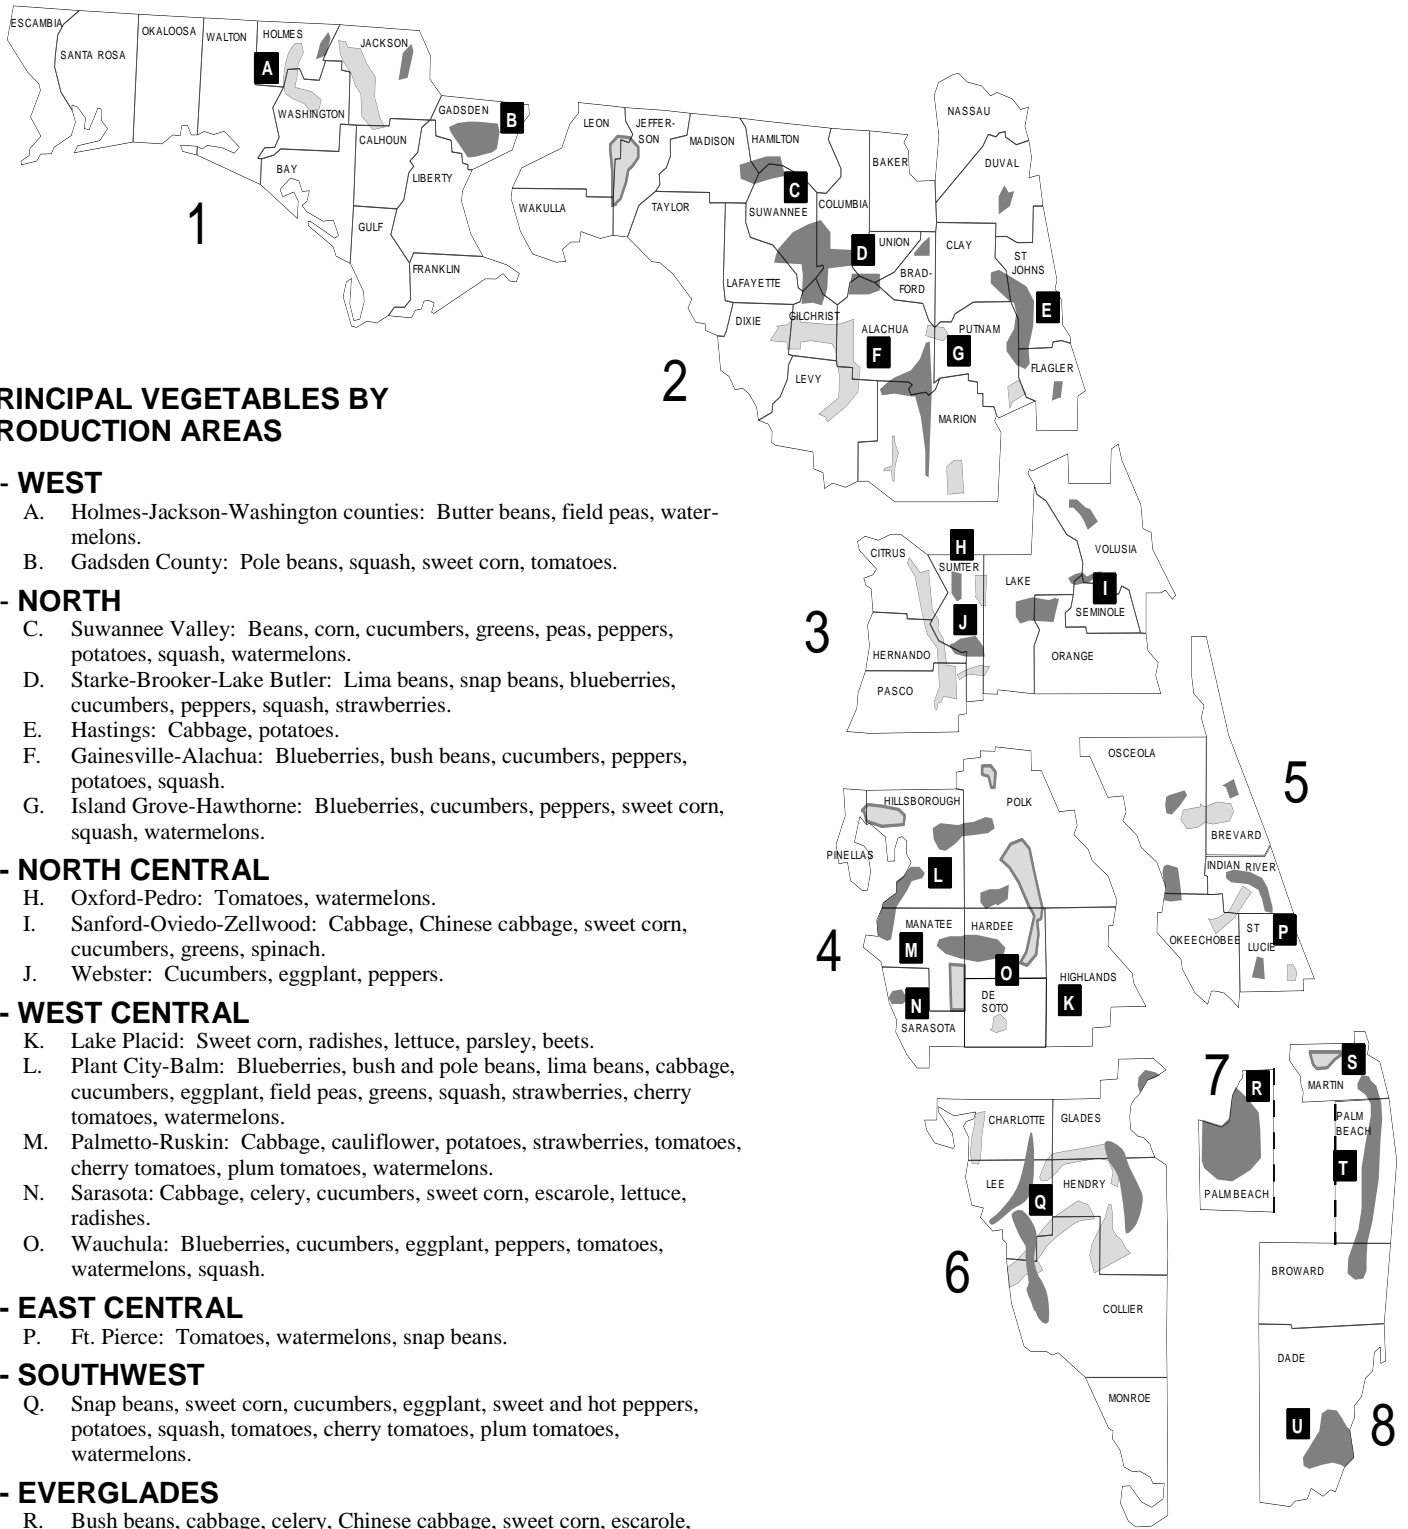 RINCIPAL VEGETABLES BY
RODUCTION AREAS
- WEST
A. Holmes-Jackson-Washington counties: Butter beans, field peas, water-
melons.
B. Gadsden County: Pole beans, squash, sweet corn, tomatoes.
- NORTH
C. Suwannee Valley: Beans, corn, cucumbers, greens, peas, peppers,
potatoes, squash, watermelons.
D. Starke-Brooker-Lake Butler: Lima beans, snap beans, blueberries,
cucumbers, peppers, squash, strawberries.
E. Hastings: Cabbage, potatoes.
F. Gainesville-Alachua: Blueberries, bush beans, cucumbers, peppers,
potatoes, squash.
G. Island Grove-Hawthorne: Blueberries, cucumbers, peppers, sweet corn,
squash, watermelons.
- NORTH CENTRAL
H. Oxford-Pedro: Tomatoes, watermelons.
I. Sanford-Oviedo-Zellwood: Cabbage, Chinese cabbage, sweet corn,
cucumbers, greens, spinach.
J. Webster: Cucumbers, eggplant, peppers.
- WEST CENTRAL
K. Lake Placid: Sweet corn, radishes, lettuce, parsley, beets.
L. Plant City-Balm: Blueberries, bush and pole beans, lima beans, cabbage,
cucumbers, eggplant, field peas, greens, squash, strawberries, cherry
tomatoes, watermelons.
M. Palmetto-Ruskin: Cabbage, cauliflower, potatoes, strawberries, tomatoes,
cherry tomatoes, plum tomatoes, watermelons.
N. Sarasota: Cabbage, celery, cucumbers, sweet corn, escarole, lettuce,
radishes.
O. Wauchula: Blueberries, cucumbers, eggplant, peppers, tomatoes,
watermelons, squash.
- EAST CENTRAL
P. Ft. Pierce: Tomatoes, watermelons, snap beans.
- SOUTHWEST
Q. Snap beans, sweet corn, cucumbers, eggplant, sweet and hot peppers,
potatoes, squash, tomatoes, cherry tomatoes, plum tomatoes,
watermelons.
- EVERGLADES
R. Bush beans, cabbage, celery, Chinese cabbage, sweet corn, escarole,
ESCAMBIA
SANTA ROSA
OKALOOSA
WALTON
HOLMES
JACKSON
A
WASHINGTON
GADSDEN
B
CALHOUN
BAY
LIBERTY
GULF
FRANKLIN
1
LEON
JEFFER-
SON
MADISON
HAMILTON
NASSAU
BAKER
DUVAL
C
WAKULLA
TAYLOR
SUWANNEE
COLUMBIA
D
UNION
CLAY
ST
JOHNS
LAFAYETTE
BRAD-
FORD
DIXIE
GILCHRIST
ALACHUA
PUTNAM
E
F
G
2
LEVY
FLAGLER
MARION
CITRUS
H
SUMTER
LAKE
VOLUSIA
I
SEMINOLE
3
J
HERNANDO
ORANGE
PASCO
OSCEOLA
5
HILLSBOROUGH
POLK
BREVARD
PINELLAS
L
INDIAN RIVER
MANATEE
HARDEE
4
M
O
OKEECHOBEE
ST
LUCIE
P
HIGHLANDS
N
DE
SOTO
K
SARASOTA
7
R
S
MARTIN
CHARLOTTE
GLADES
PALM
BEACH
T
LEE
HENDRY
Q
PALM BEACH
6
BROWARD
COLLIER
DADE
MONROE
U
8